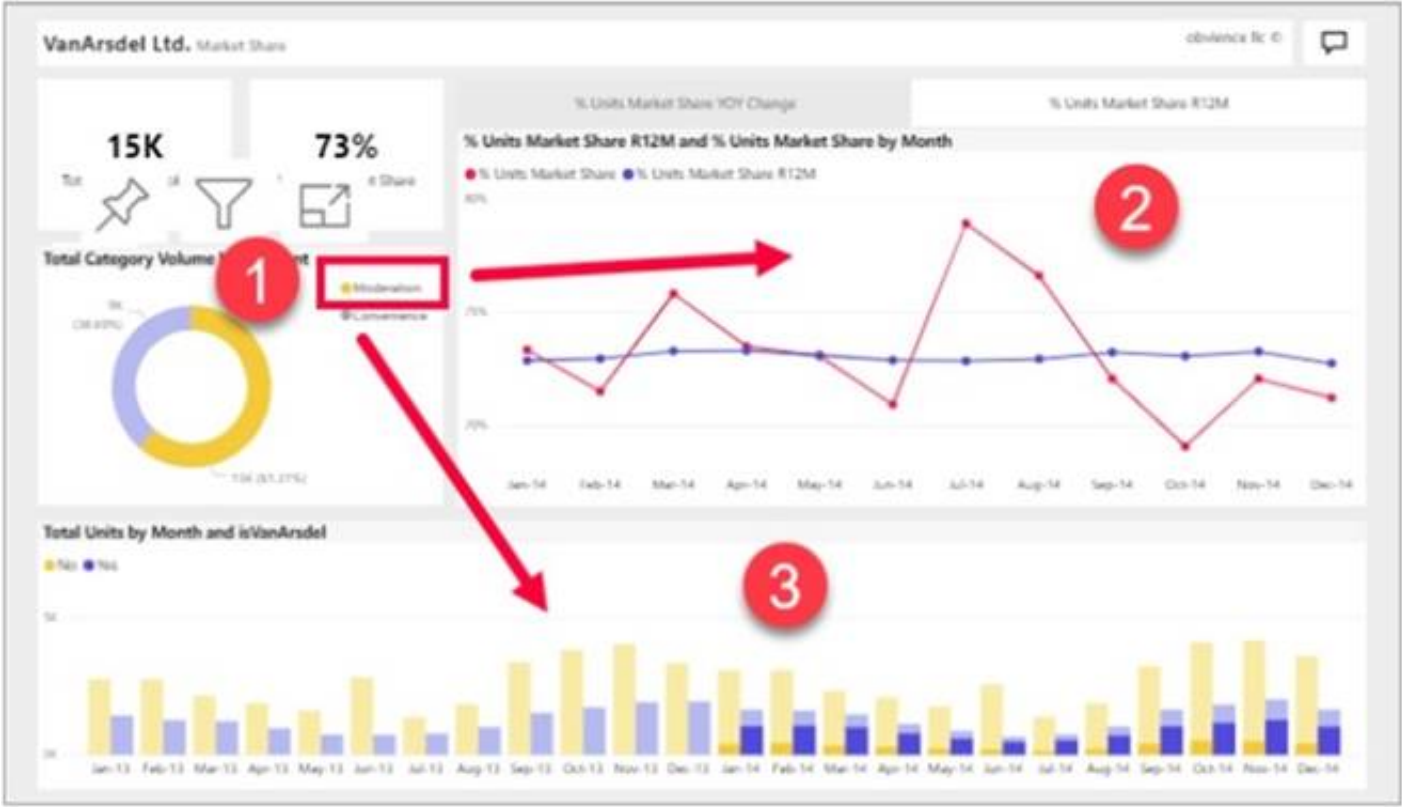 VanArsdel Ltd. Market Share
obvience llc ©
15K
73%
Share
% Units Market Share YOY Change
% Units Market Share R12M
% Units Market Share R12M and % Units Market Share by Month
% Units Market Share % Units Market Share R12M
80%
75%
70%
Jan-14 Feb-14 Mar-14 Apr-14 May-14 Jun-14 Jul-14 Aug-14 Sep-14 Oct-14 Nov-14 Dec-14
2
Total Category Volume
1
Moderation
Convenience
Total Units by Month and isVanArsdel
No Yes
3
5K
0K
Jan-13 Feb-13 Mar-13 Apr-13 May-13 Jun-13 Jul-13 Aug-13 Sep-13 Oct-13 Nov-13 Dec-13 Jan-14 Feb-14 Mar-14 Apr-14 May-14 Jun-14 Jul-14 Aug-14 Sep-14 Oct-14 Nov-14 Dec-14